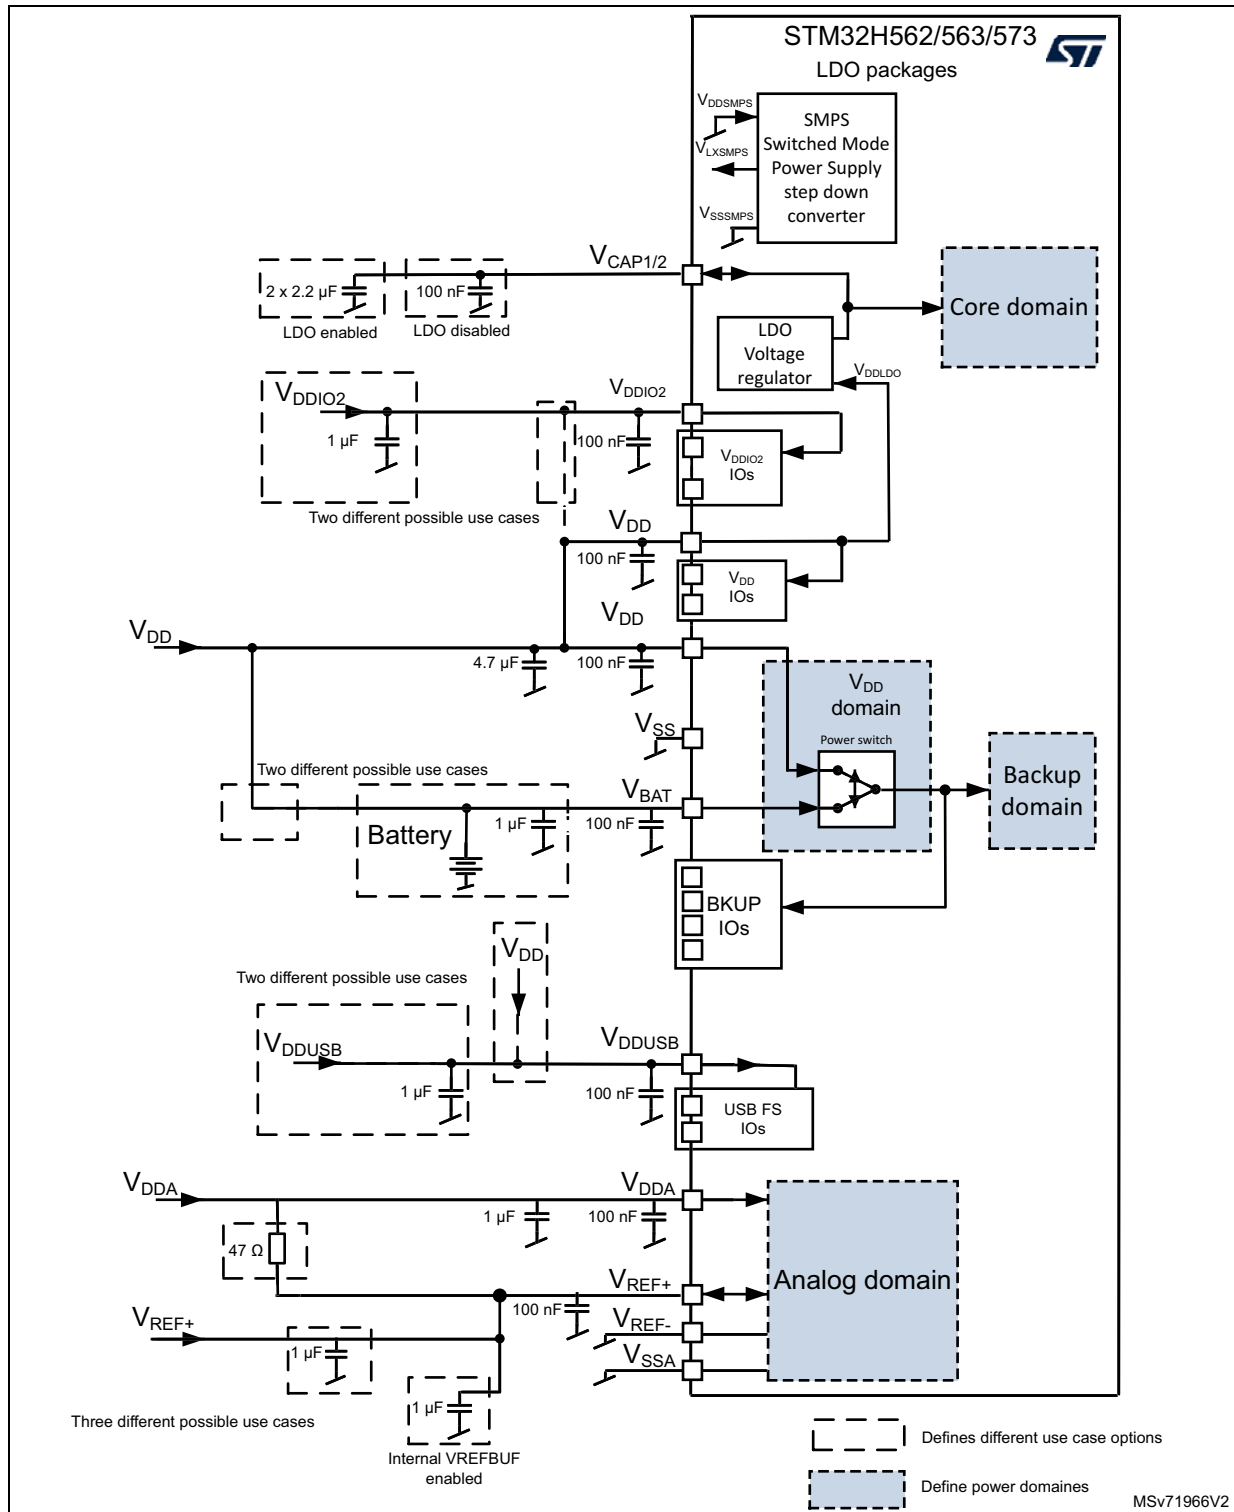 STM32H562/563/573
ST
LDO packages
VDDSMPS
SMPS
Switched Mode
Power Supply
step down
converter
VLXSMPS
VSSSMPS
VCAP1/2
2 x 2.2 µF
100 nF
LDO enabled
LDO disabled
Core domain
LDO
Voltage
regulator
VDDLDO
VDDIO2
VDDIO2
1 µF
100 nF
VDDIO2
IOs
Two different possible use cases
VDD
100 nF
VDD
IOs
VDD
VDD
4.7 µF
100 nF
VDD
domain
VSS
Power switch
Two different possible use cases
VBAT
Backup
domain
Battery
1 µF
100 nF
BKUP
IOs
VDD
Two different possible use cases
VDDUSB
VDDUSB
1 µF
100 nF
USB FS
IOs
VDDA
VDDA
1 µF
100 nF
47 Ω
Analog domain
VREF+
100 nF
VREF+
VREF-
1 µF
VSSA
1 µF
Three different possible use cases
Internal VREFBUF
enabled
Defines different use case options
Define power domaines
MSv71966V2